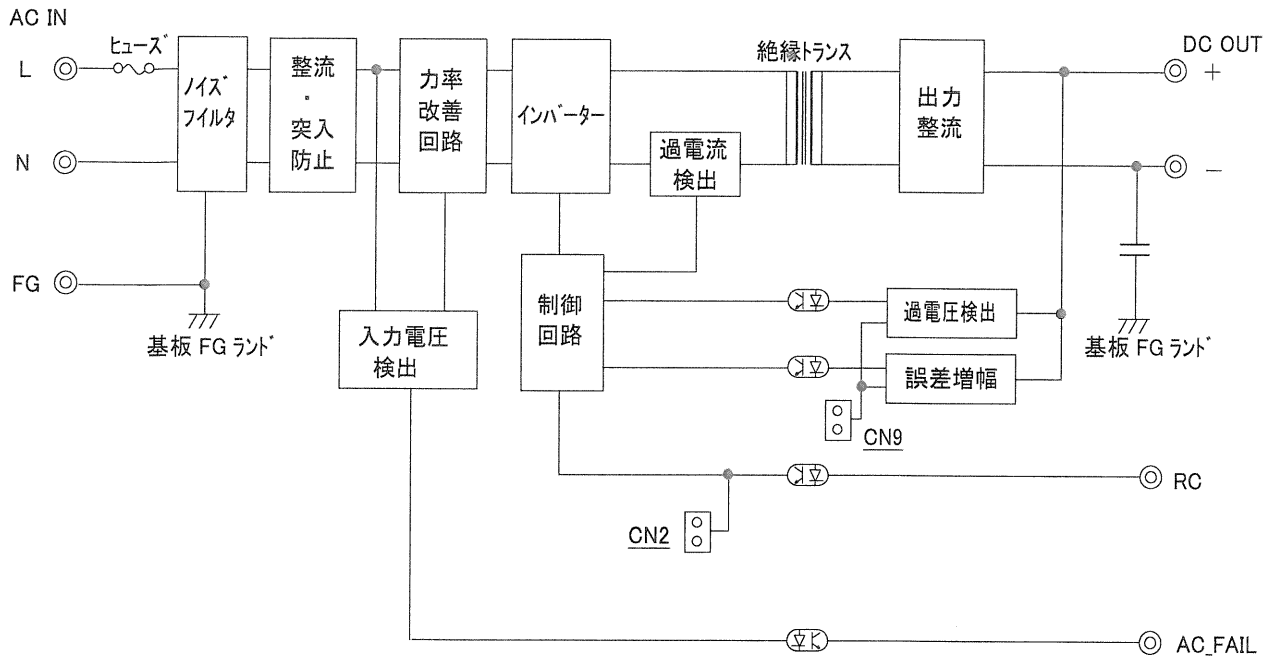 AC IN
L
ヒューズ
ノイズ
フイルタ
整流
・
突入
防止
力率
改善
回路
インバーター
過電流
検出
絶縁トランス
出力
整流
DC OUT
＋
N
－
FG
基板 FG ランド
入力電圧
検出
制御
回路
過電圧検出
誤差増幅
基板 FG ランド
CN9
RC
CN2
AC_FAIL